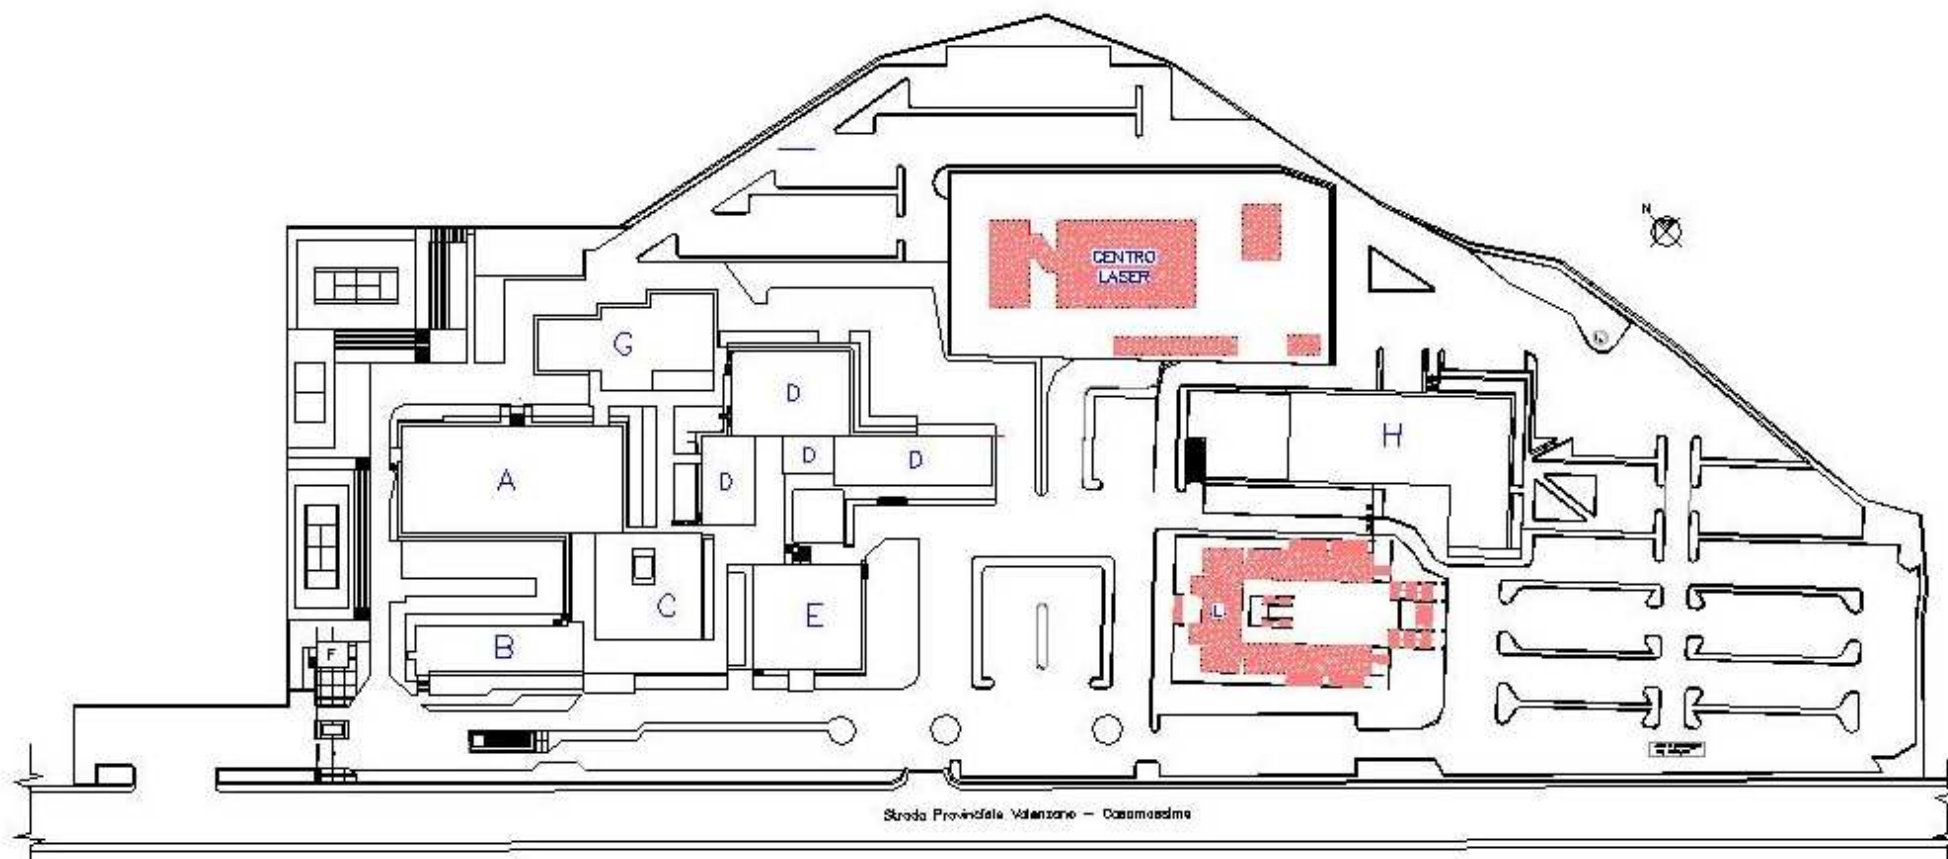 N
CENTRO
LASER
G
D
H
A
D
D
D
L
C
E
B
F
Strada Provinciale Valenzano – Casamassima